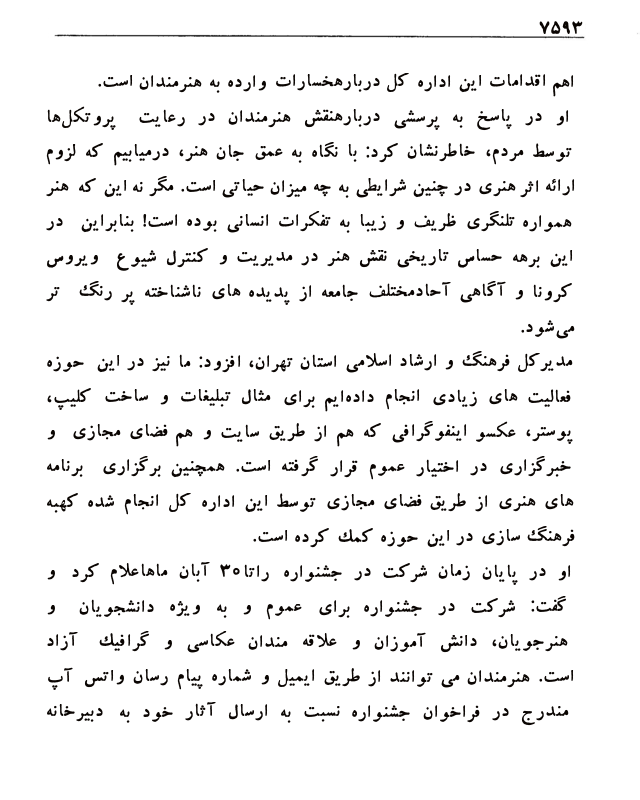 ۷۵۹۳
اهم اقدامات این اداره کل دربارهخسارات وارده به هنرمندان است.
او در پاسخ به پرسشی دربارهنقش هنرمندان در رعایت پروتکل‌ها
توسط مردم، خاطرنشان کرد: با نگاه به عمق جان هنر، درمیابیم که لزوم
ارائه اثر هنری در چنین شرایطی به چه میزان حیاتی است. مگر نه این که هنر
همواره تلنگری ظریف و زیبا به تفکرات انسانی بوده است! بنابراین در
این برهه حساس تاریخی نقش هنر در مدیریت و کنترل شیوع ویروس
کرونا و آگاهی آحادمختلف جامعه از پدیده های ناشناخته پر رنگ تر
می‌شود.
مدیرکل فرهنگ و ارشاد اسلامی استان تهران، افزود: ما نیز در این حوزه
فعالیت های زیادی انجام داده‌ایم برای مثال تبلیغات و ساخت کلیپ،
پوستر، عکسو اینفوگرافی که هم از طریق سایت و هم فضای مجازی و
خبرگزاری در اختیار عموم قرار گرفته است. همچنین برگزاری برنامه
های هنری از طریق فضای مجازی توسط این اداره کل انجام شده کهبه
فرهنگ سازی در این حوزه کمک کرده است.
او در پایان زمان شرکت در جشنواره راتا۳۰ آبان ماهاعلام کرد و
گفت: شرکت در جشنواره برای عموم و به ویژه دانشجویان و
هنرجویان، دانش آموزان و علاقه مندان عکاسی و گرافیک آزاد
است. هنرمندان می توانند از طریق ایمیل و شماره پیام رسان واتس آپ
مندرج در فراخوان جشنواره نسبت به ارسال آثار خود به دبیرخانه